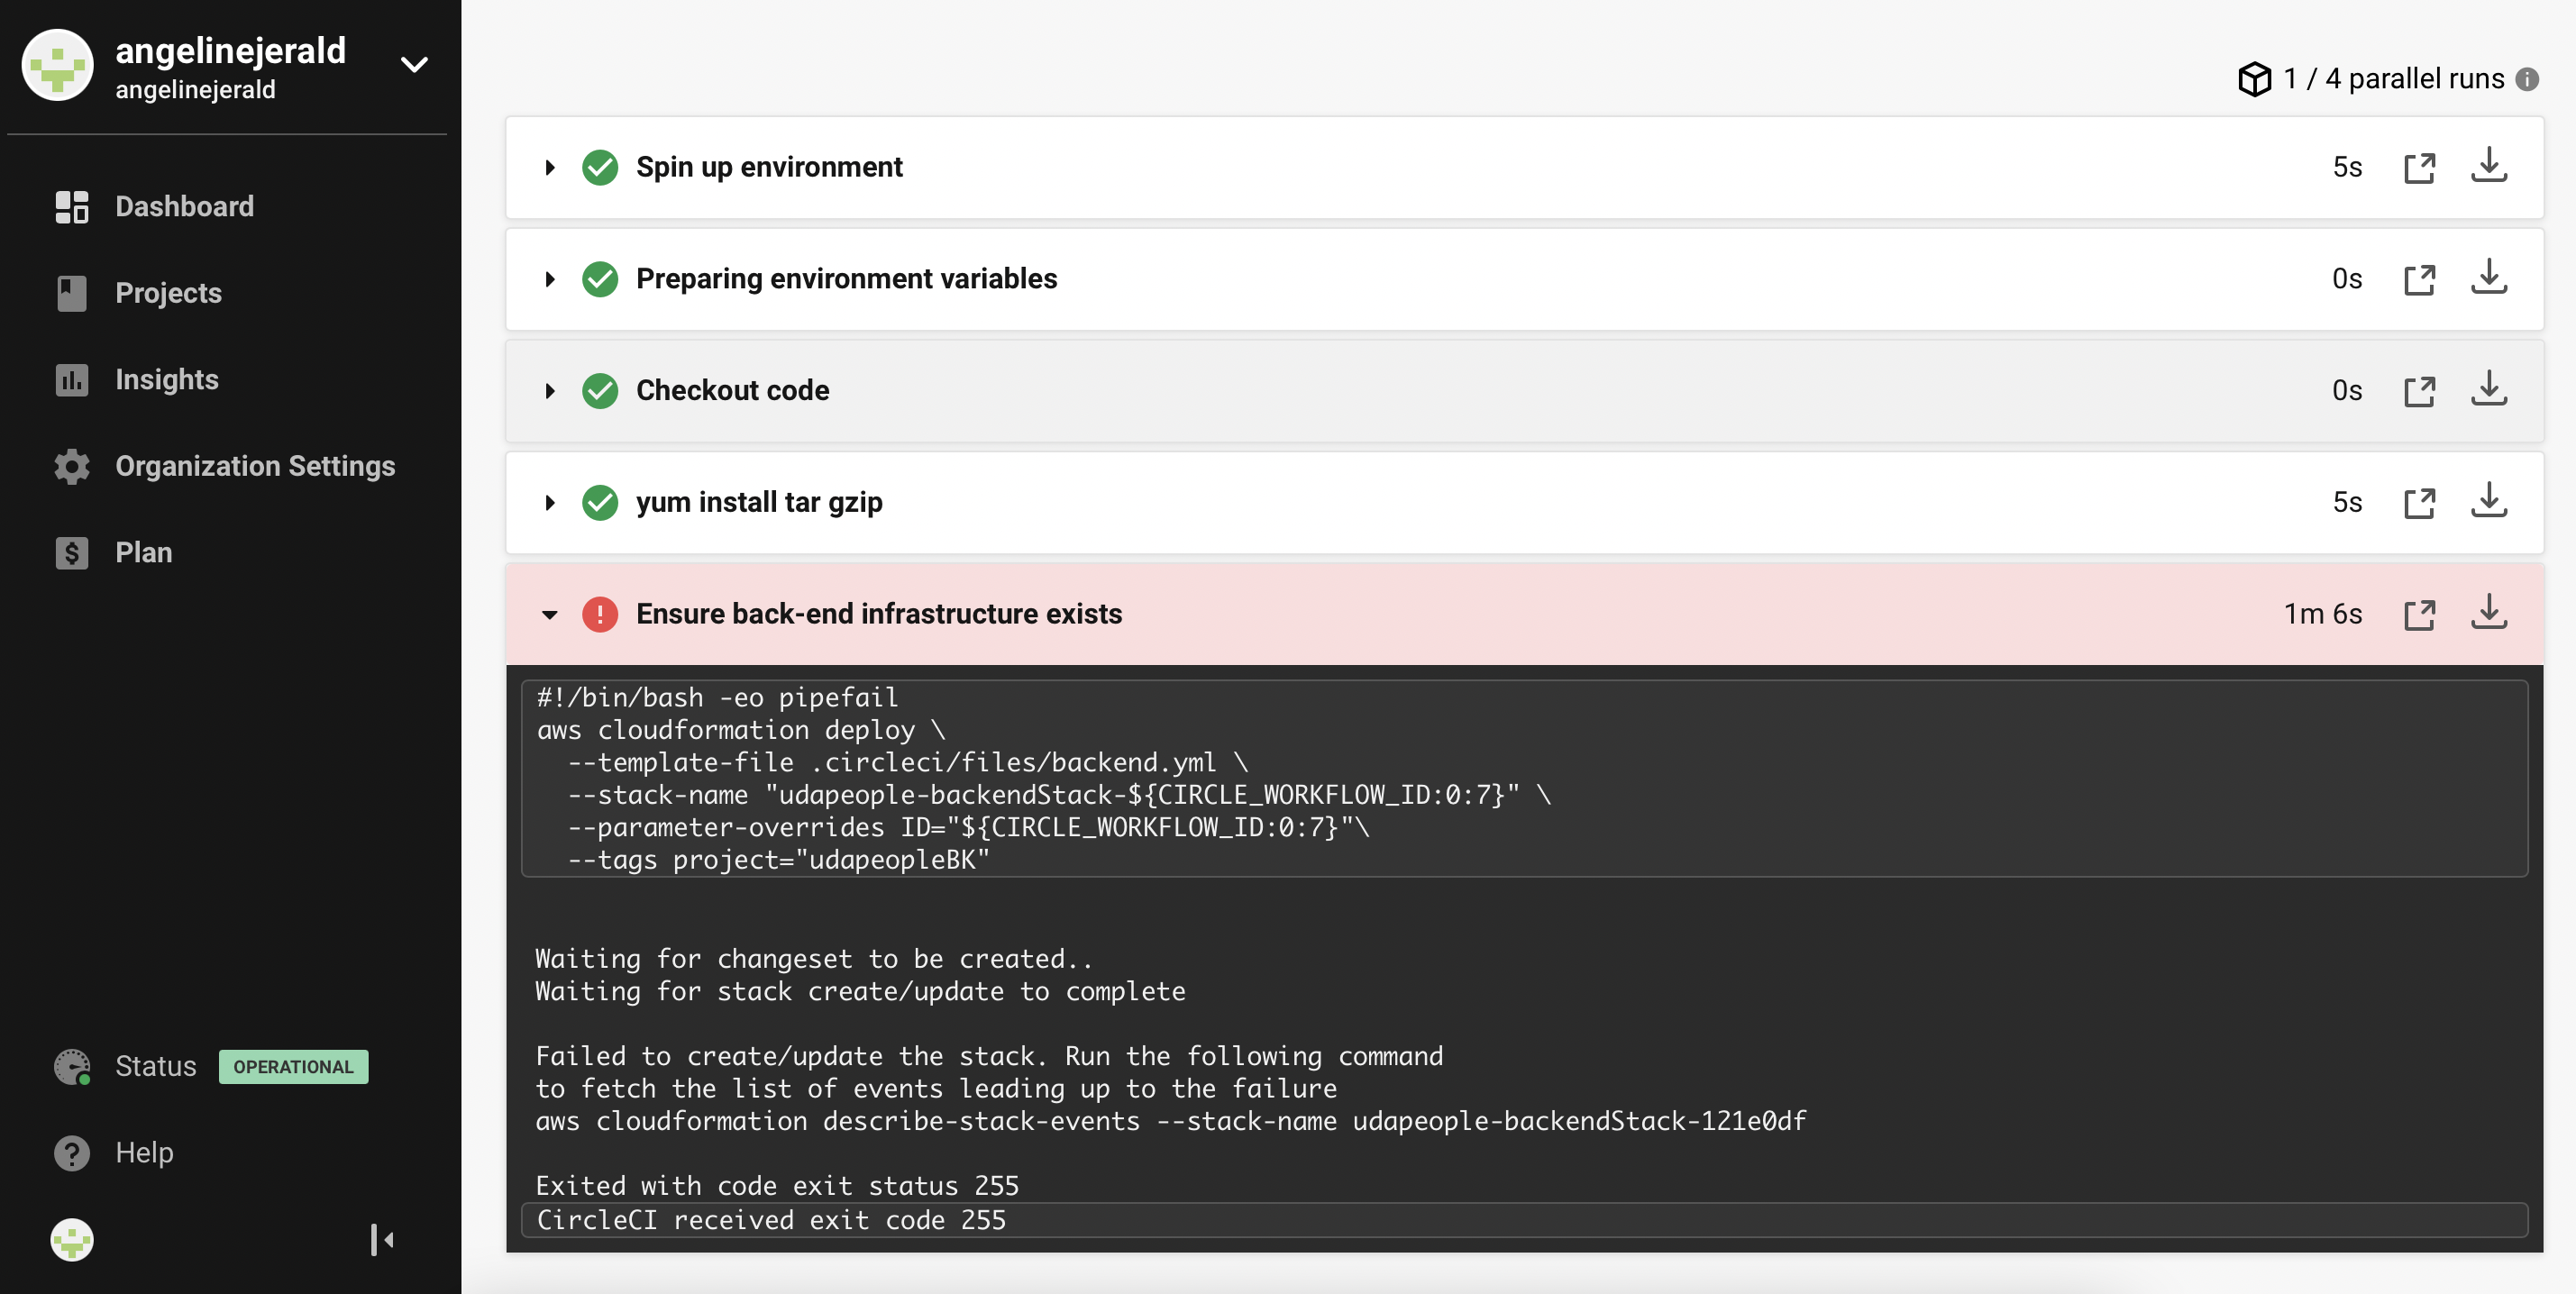 angelinejerald
angelinejerald
Dashboard
Projects
Insights
Organization Settings
Plan
Status OPERATIONAL
Help
1 / 4 parallel runs
Spin up environment 5s
Preparing environment variables 0s
Checkout code 0s
yum install tar gzip 5s
Ensure back-end infrastructure exists 1m 6s
#!/bin/bash -eo pipefail
aws cloudformation deploy \
  --template-file .circleci/files/backend.yml \
  --stack-name "udapeople-backendStack-${CIRCLE_WORKFLOW_ID:0:7}" \
  --parameter-overrides ID="${CIRCLE_WORKFLOW_ID:0:7}"\
  --tags project="udapeopleBK"
Waiting for changeset to be created..
Waiting for stack create/update to complete
Failed to create/update the stack. Run the following command
to fetch the list of events leading up to the failure
aws cloudformation describe-stack-events --stack-name udapeople-backendStack-121e0df
Exited with code exit status 255
CircleCI received exit code 255